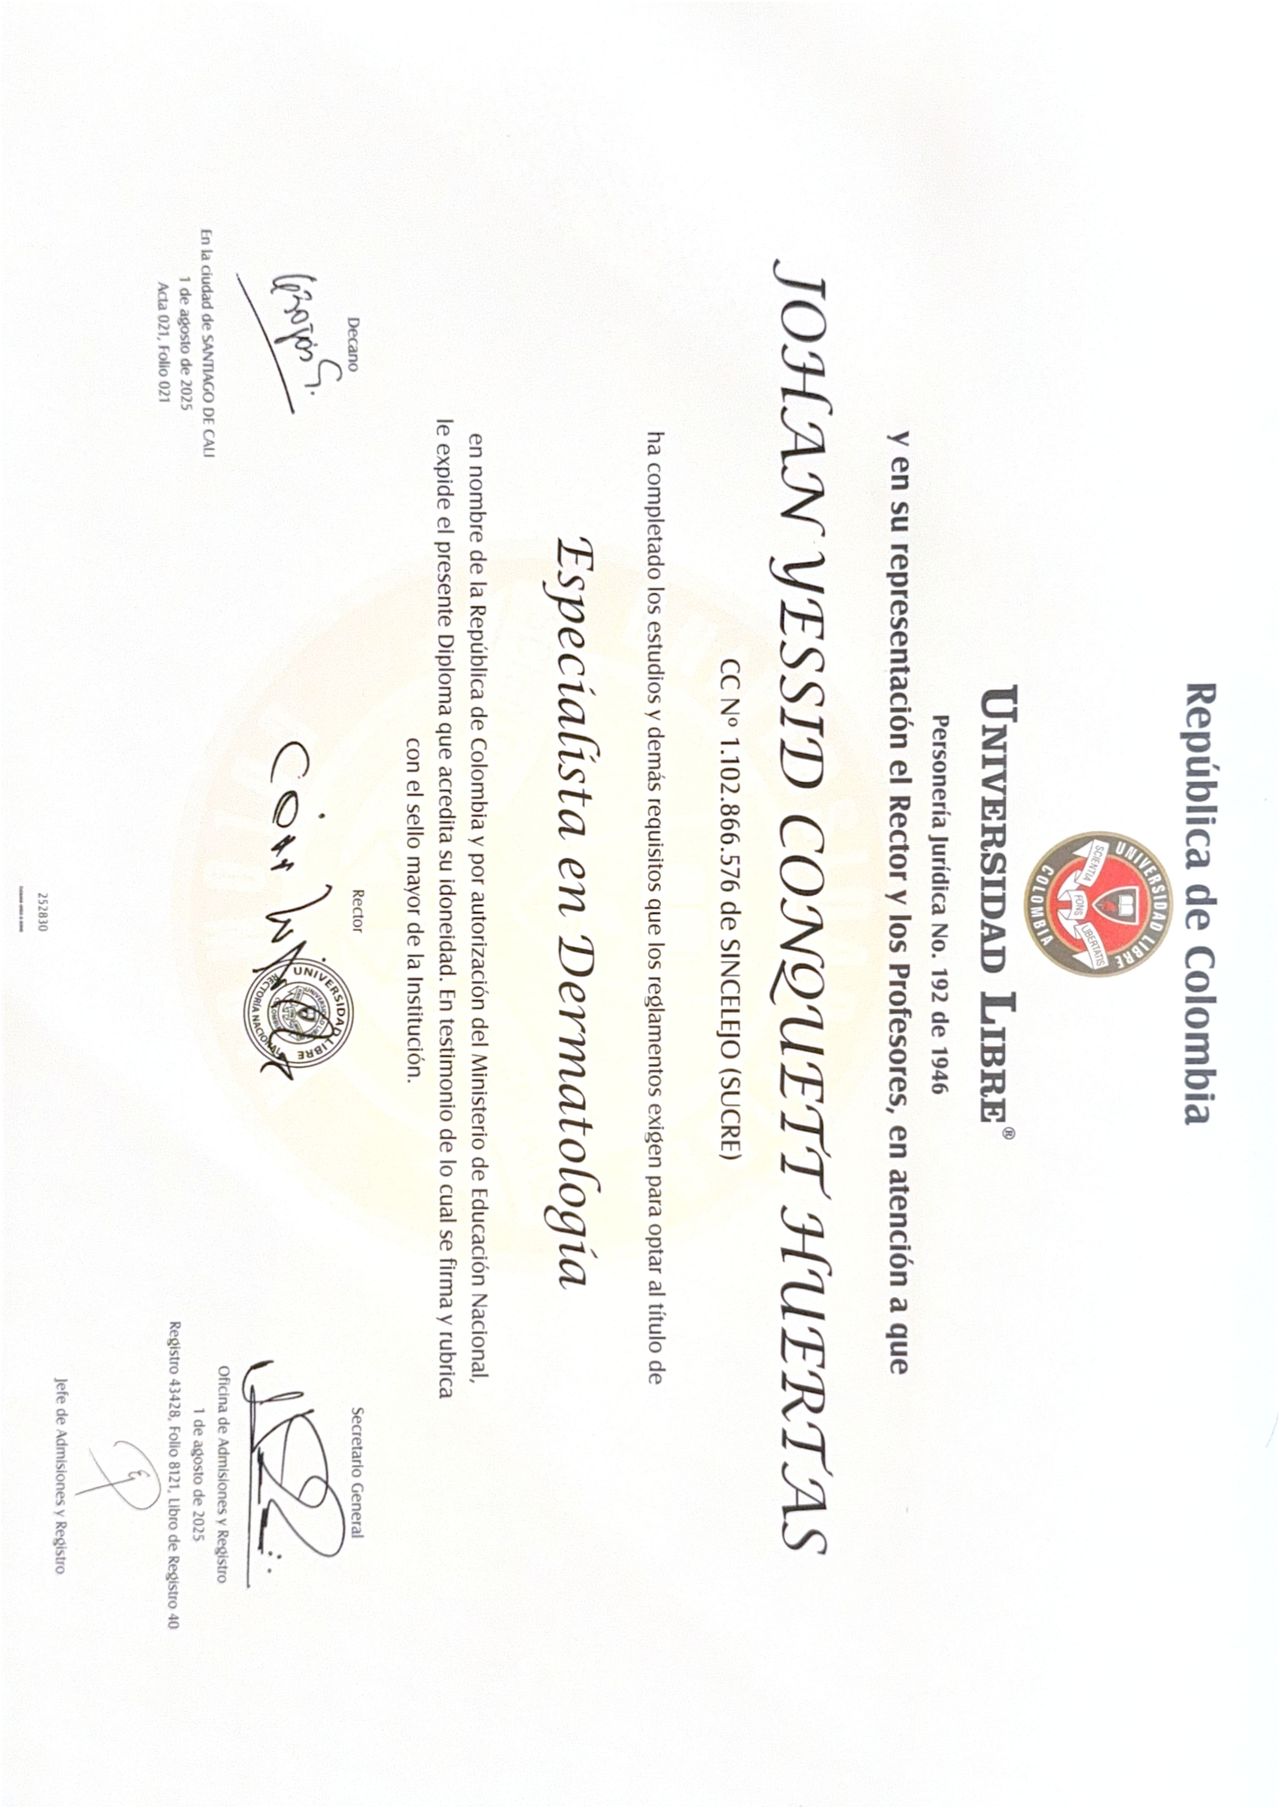 República de Colombia
UNIVERSIDAD LIBRE
COLOMBIA
SCIENTIA
FONS
LIBERTATIS
UNIVERSIDAD LIBRE®
Personería Jurídica No. 192 de 1946
y en su representación el Rector y los Profesores, en atención a que
JOHAN YESSID CONQUETT HUERTAS
CC Nº 1.102.866.576 de SINCELEJO (SUCRE)
ha completado los estudios y demás requisitos que los reglamentos exigen para optar al título de
Especialista en Dermatología
en nombre de la República de Colombia y por autorización del Ministerio de Educación Nacional,
le expide el presente Diploma que acredita su idoneidad. En testimonio de lo cual se firma y rubrica
con el sello mayor de la Institución.
Decano
Rector
Secretario General
UNIVERSIDAD LIBRE
RECTORÍA NACIONAL
En la ciudad de SANTIAGO DE CALI
1 de agosto de 2025
Acta 021, Folio 021
Oficina de Admisiones y Registro
1 de agosto de 2025
Registro 43428, Folio 8121, Libro de Registro 40
Jefe de Admisiones y Registro
252830